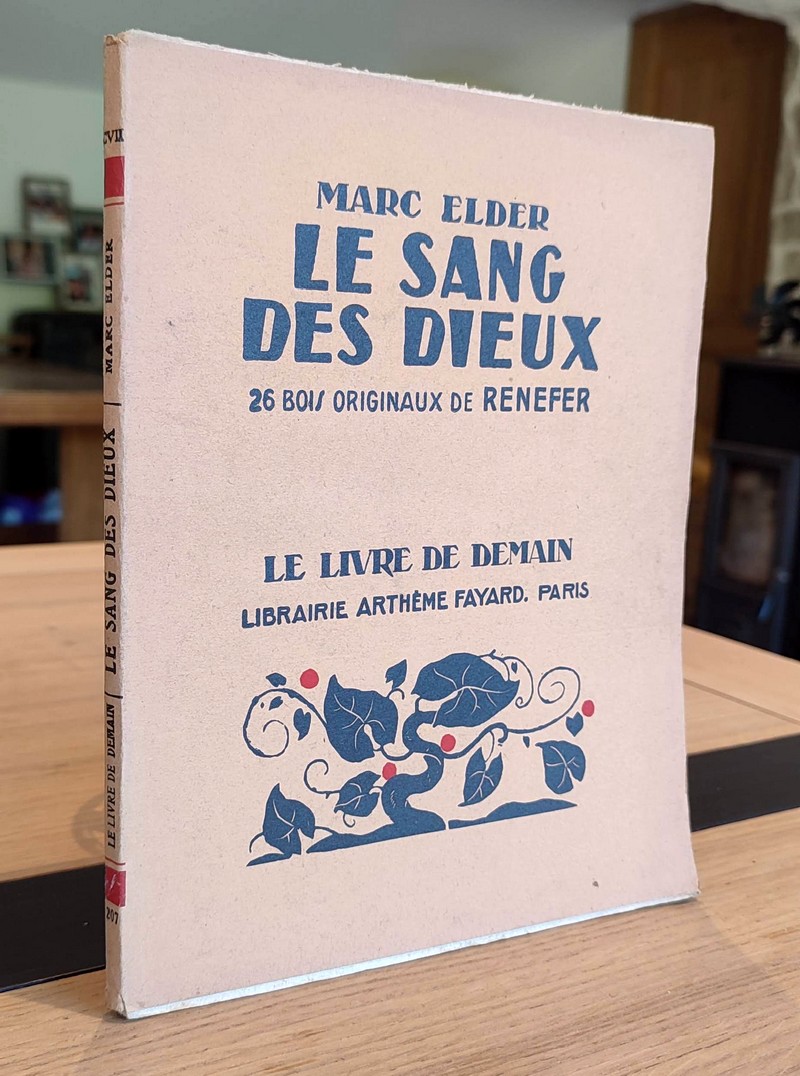 MARC ELDER
LE SANG
DES DIEUX
26 BOIS ORIGINAUX DE RENEFER
LE LIVRE DE DEMAIN
LIBRAIRIE ARTHÈME FAYARD. PARIS
LE LIVRE DE DEMAIN
LE SANG DES DIEUX
MARC ELDER
207